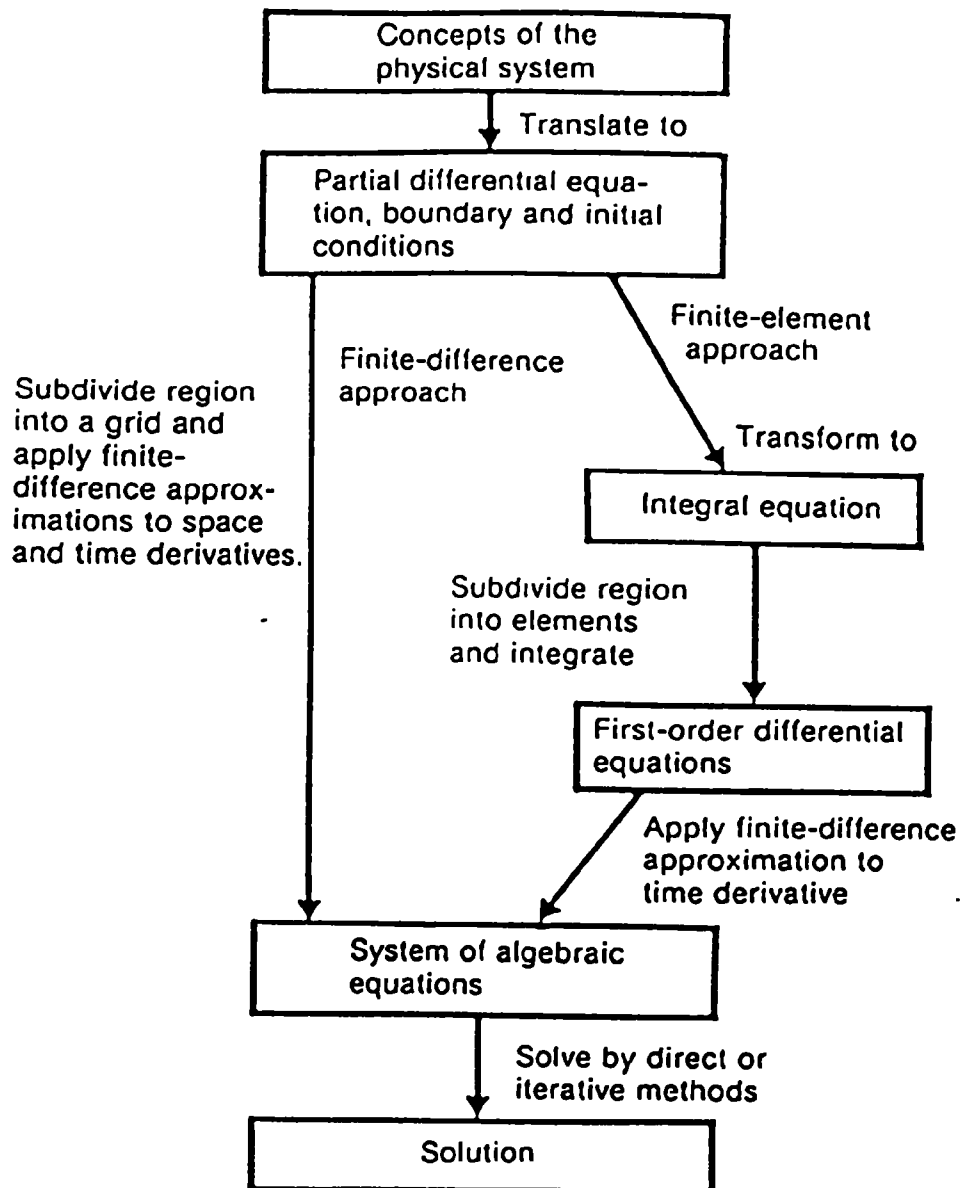 Concepts of the
physical system
Translate to
Partial differential equa-
tion, boundary and initial
conditions
Finite-element
approach
Finite-difference
approach
Subdivide region
into a grid and
apply finite-
difference approx-
imations to space
and time derivatives.
Transform to
Integral equation
Subdivide region
into elements
and integrate
First-order differential
equations
Apply finite-difference
approximation to
time derivative
System of algebraic
equations
Solve by direct or
iterative methods
Solution